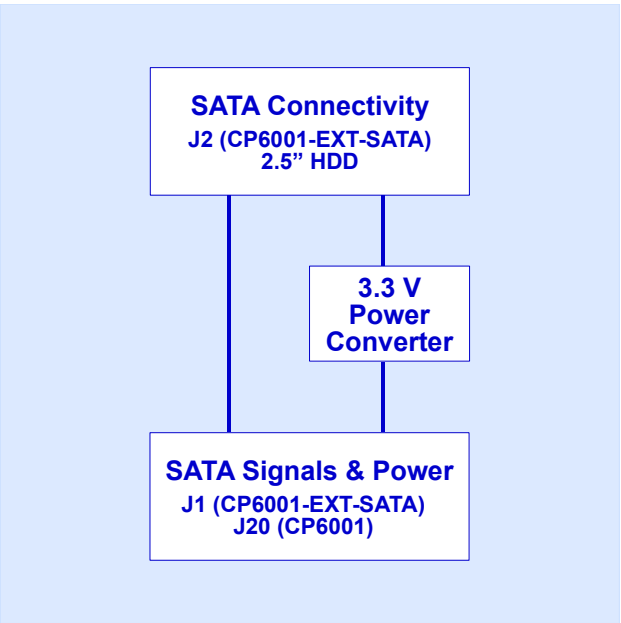 SATA Connectivity
J2 (CP6001-EXT-SATA)
2.5” HDD
3.3 V
Power
Converter
SATA Signals & Power
J1 (CP6001-EXT-SATA)
J20 (CP6001)